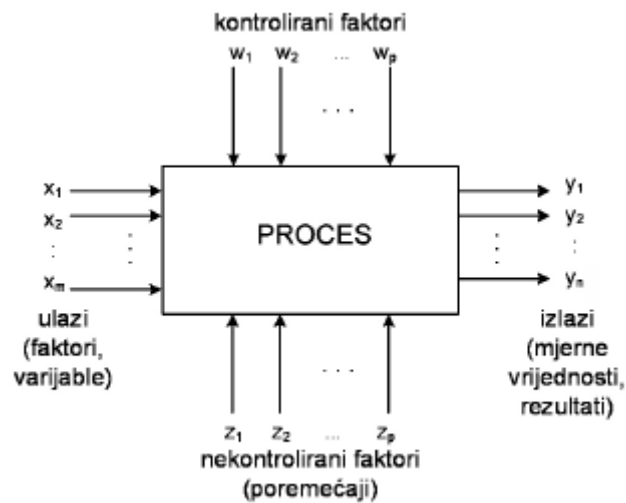 kontrolirani faktori
w₁ w₂ ... wₚ
. . .
x₁
x₂
:
xₘ
PROCES
y₁
y₂
:
yₙ
ulazi
(faktori,
varijable)
izlazi
(mjerne
vrijednosti,
rezultati)
. . .
z₁ z₂ ... zₚ
nekontrolirani faktori
(poremećaji)